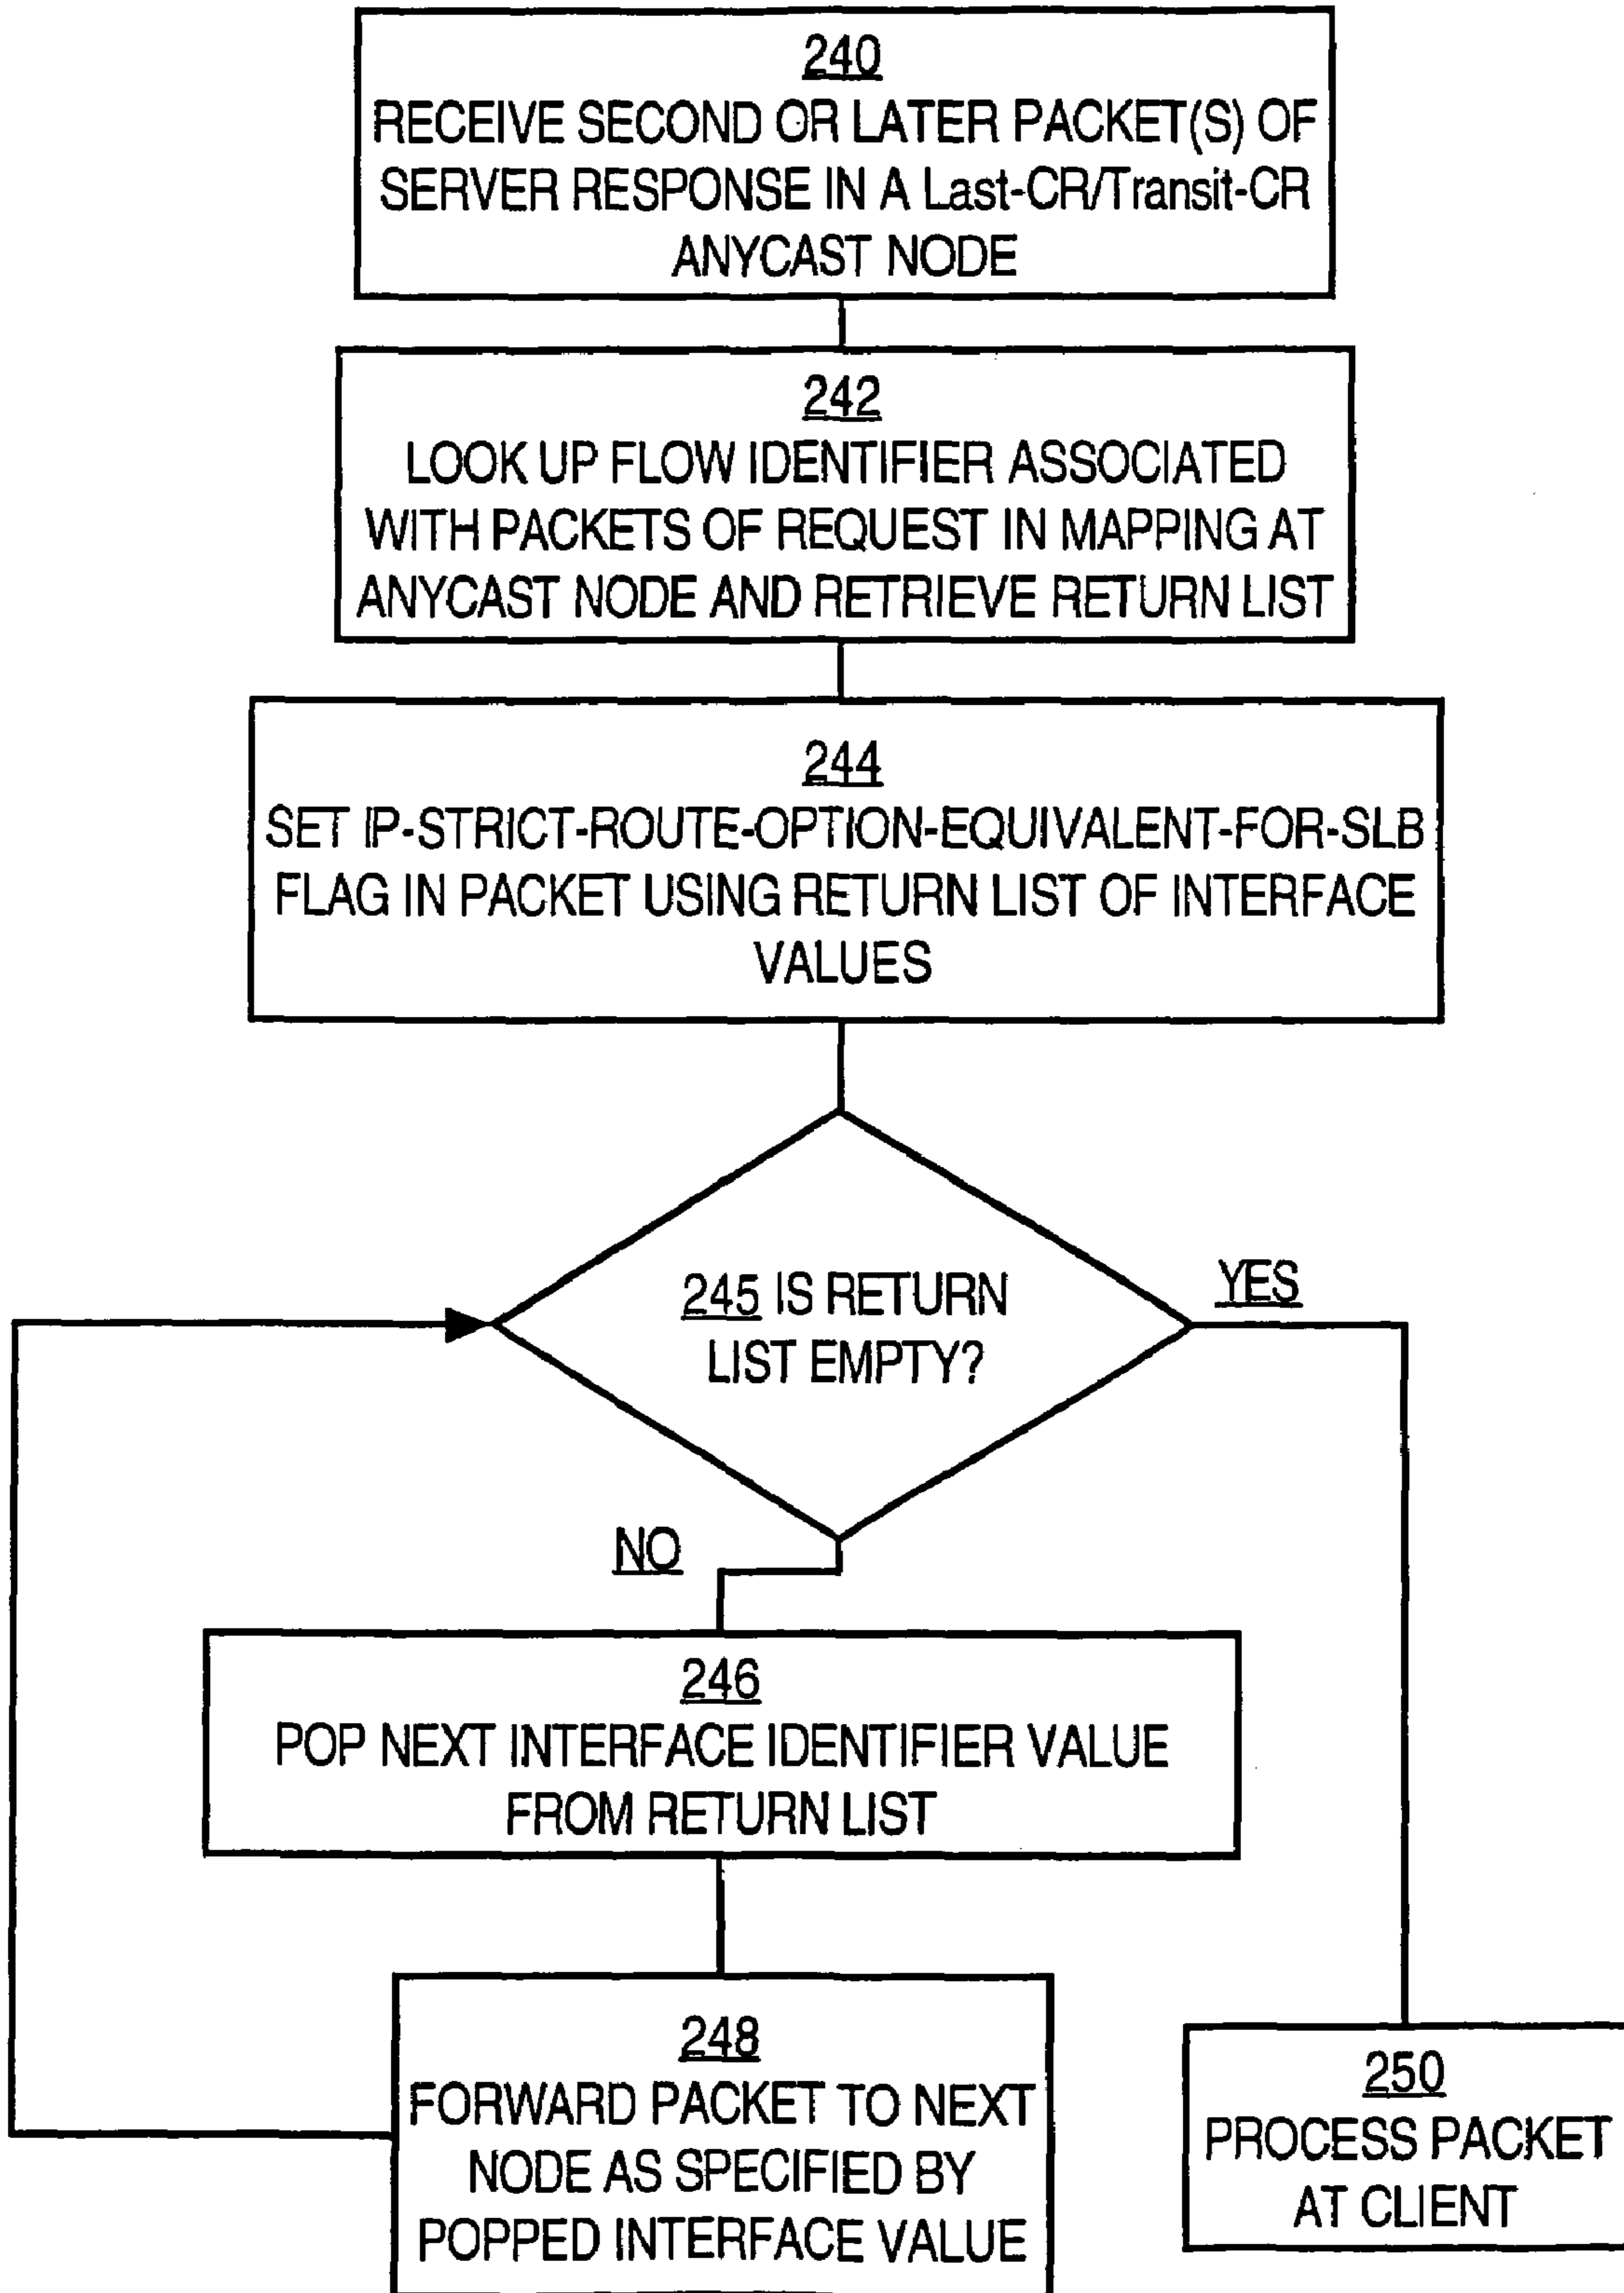 240
RECEIVE SECOND OR LATER PACKET(S) OF
SERVER RESPONSE IN A Last-CR/Transit-CR
ANYCAST NODE
242
LOOK UP FLOW IDENTIFIER ASSOCIATED
WITH PACKETS OF REQUEST IN MAPPING AT
ANYCAST NODE AND RETRIEVE RETURN LIST
244
SET IP-STRICT-ROUTE-OPTION-EQUIVALENT-FOR-SLB
FLAG IN PACKET USING RETURN LIST OF INTERFACE
VALUES
245 IS RETURN
LIST EMPTY?
YES
NO
246
POP NEXT INTERFACE IDENTIFIER VALUE
FROM RETURN LIST
248
FORWARD PACKET TO NEXT
NODE AS SPECIFIED BY
POPPED INTERFACE VALUE
250
PROCESS PACKET
AT CLIENT